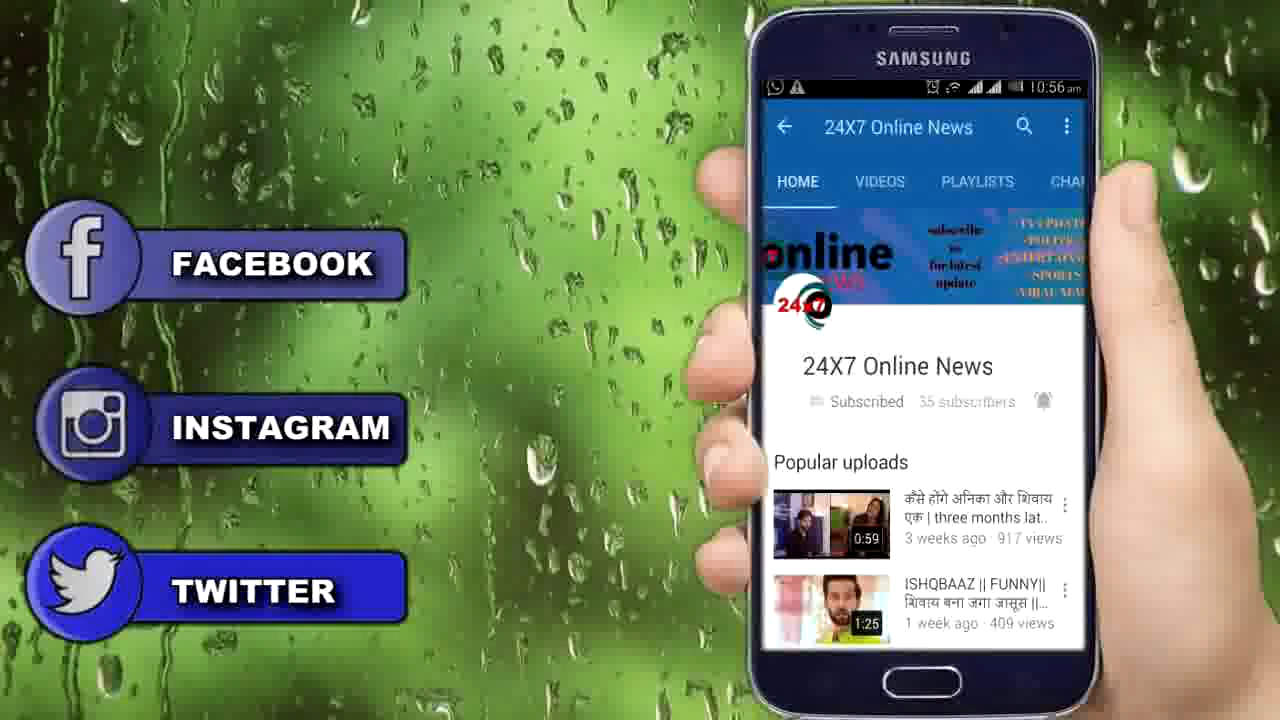 FACEBOOK
INSTAGRAM
TWITTER
SAMSUNG
10:56 am
24X7 Online News
HOME VIDEOS PLAYLISTS CHA
online
subscribe
for latest
update
SPORTS
24x7
24X7 Online News
Subscribed 35 subscribers
Popular uploads
कैसे होंगे अनिका और शिवाय
एक | three months lat..
3 weeks ago · 917 views
0:59
ISHQBAAZ || FUNNY||
शिवाय बना जगा जासूस ||...
1 week ago · 409 views
1:25